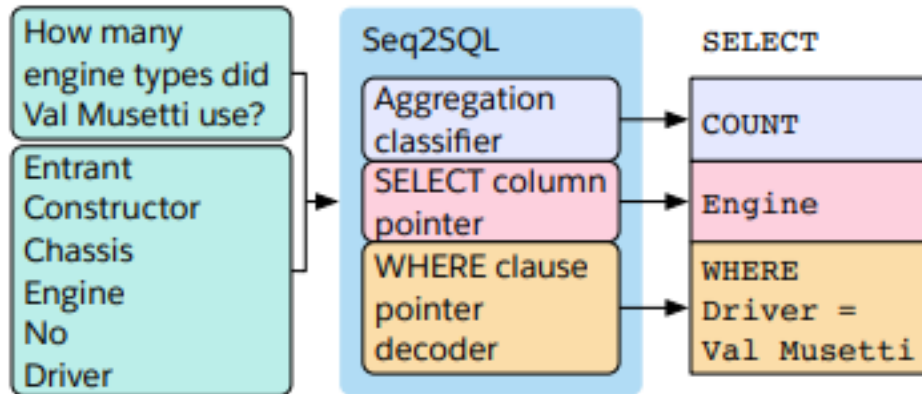 How many
engine types did
Val Musetti use?
Entrant
Constructor
Chassis
Engine
No
Driver
Seq2SQL
Aggregation
classifier
SELECT column
pointer
WHERE clause
pointer
decoder
SELECT
COUNT
Engine
WHERE
Driver =
Val Musetti